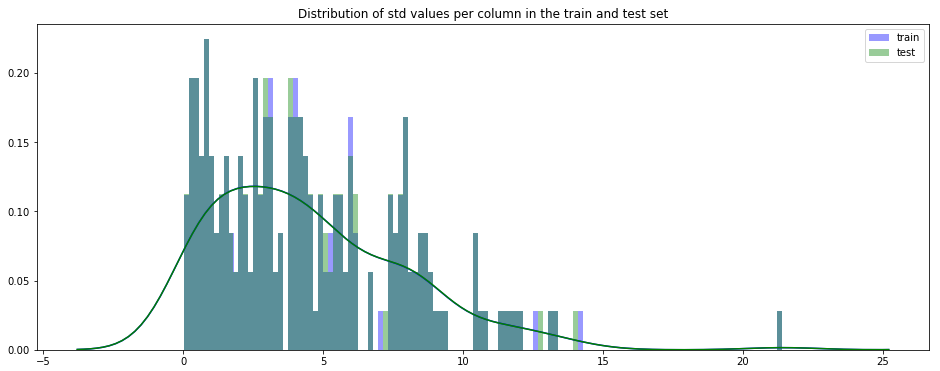 Distribution of std values per column in the train and test set
train
test
0.20
0.15
0.10
0.05
0.00
−5 0 5 10 15 20 25